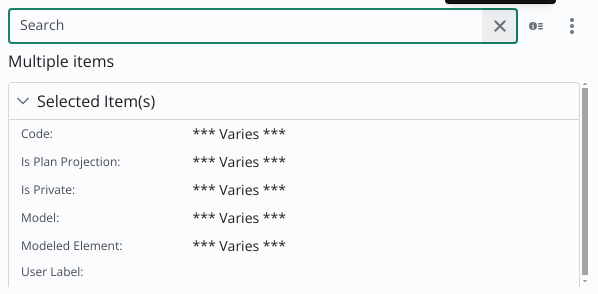 Search
Multiple items
Selected Item(s)
Code: *** Varies ***
Is Plan Projection: *** Varies ***
Is Private: *** Varies ***
Model: *** Varies ***
Modeled Element: *** Varies ***
User Label: